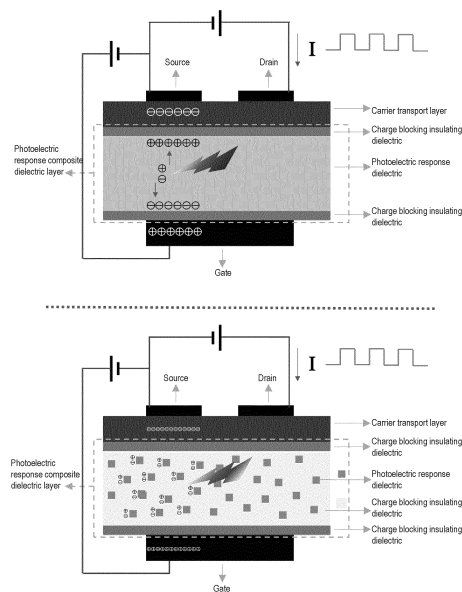 I
Source
Drain
Carrier transport layer
Charge blocking insulating
dielectric
Photoelectric
response composite
dielectric layer
Photoelectric response
dielectric
Charge blocking insulating
dielectric
Gate
I
Source
Drain
Carrier transport layer
Charge blocking insulating
dielectric
Photoelectric
response composite
dielectric layer
Photoelectric response
dielectric
Charge blocking insulating
dielectric
Charge blocking insulating
dielectric
Gate